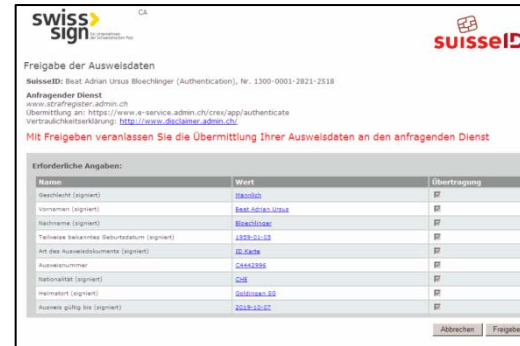 swiss sign
CA
suisseID
Freigabe der Ausweisdaten
SuisseID: Beat Adrian Ursus Bloechlinger (Authentication), Nr. 1300-0001-2821-2518
Anfragender Dienst
www.strafregister.admin.ch
Übermittlung an: https://www.e-service.admin.ch/crex/app/authenticate
Vertraulichkeitserklärung: http://www.disclaimer.admin.ch/
Mit Freigeben veranlassen Sie die Übermittlung Ihrer Ausweisdaten an den anfragenden Dienst
Erforderliche Angaben:
Name Wert Übertragung
Geschlecht (signiert) Männlich
Vornamen (signiert) Beat Adrian Ursus
Nachname (signiert) Bloechlinger
Teilweise bekanntes Geburtsdatum (signiert)
Art des Ausweisdokuments (signiert) ID Karte
Ausweisnummer C4442996
Nationalität (signiert) CHE
Heimatort (signiert) Goldingen SG
Ausweis gültig bis (signiert) 2019-10-07
Abbrechen Freigebe